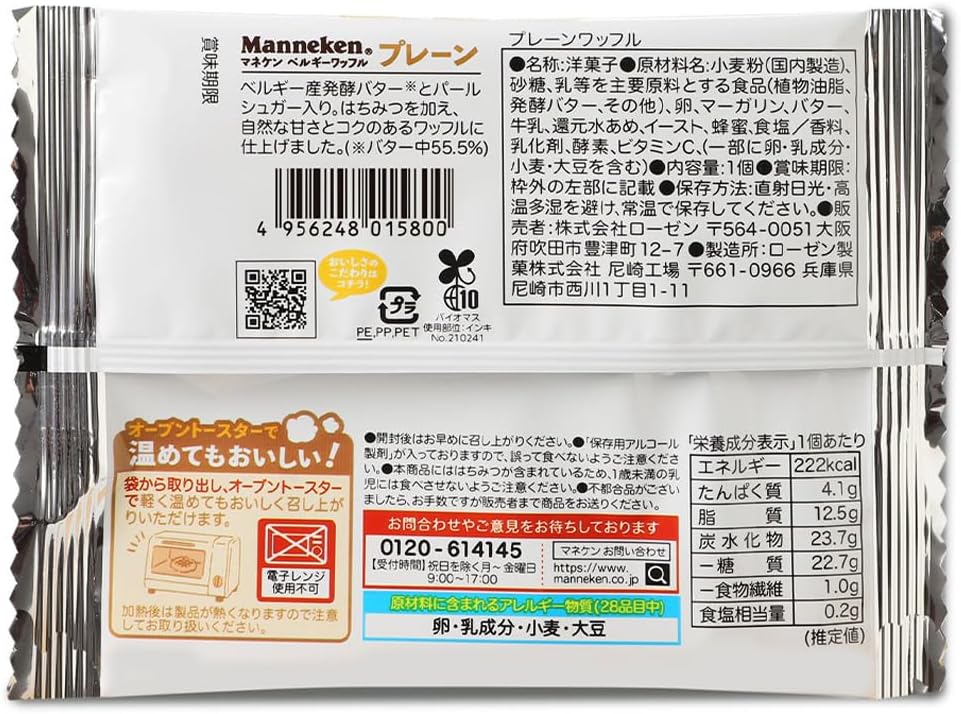 賞味期限
Manneken®
マネケン ベルギーワッフル
プレーン
ベルギー産発酵バター※とパール
シュガー入り。はちみつを加え、
自然な甘さとコクのあるワッフルに
仕上げました。(※バター中55.5%)
4 956248 015800
おいしさの
こだわりは
コチラ!
プラ
PE,PP,PET
10
バイオマス
使用部位:インキ
No.210241
プレーンワッフル
●名称:洋菓子●原材料名:小麦粉(国内製造)、
砂糖、乳等を主要原料とする食品(植物油脂、
発酵バター、その他)、卵、マーガリン、バター、
牛乳、還元水あめ、イースト、蜂蜜、食塩/香料、
乳化剤、酵素、ビタミンC、(一部に卵・乳成分・
小麦・大豆を含む)●内容量:1個●賞味期限:
枠外の左部に記載●保存方法:直射日光・高
温多湿を避け、常温で保存してください。●販
売者:株式会社ローゼン 〒564-0051大阪
府吹田市豊津町12-7●製造所:ローゼン製
菓株式会社 尼崎工場 〒661-0966 兵庫県
尼崎市西川1丁目1-11
オーブントースターで
温めてもおいしい!
袋から取り出し、オーブントースター
で軽く温めてもおいしく召し上が
りいただけます。
電子レンジ
使用不可
加熱後は製品が熱くなりますので注意
してお取り扱いください。
●開封後はお早めに召し上がりください。●「保存用アルコール
製剤」が入っておりますので、誤って食べないようご注意くださ
い。●本商品にははちみつが含まれているため、1歳未満の乳
児には食べさせないようご注意ください。●不都合品がござい
ましたら、お手数ですが販売者まで商品をお送りください。
お問合わせやご意見をお待ちしております
0120-614145
【受付時間】祝日を除く月~金曜日
9:00~17:00
マネケン お問い合わせ
https://www.
manneken.co.jp
原材料に含まれるアレルギー物質(28品目中)
卵・乳成分・小麦・大豆
「栄養成分表示」1個あたり
エネルギー 222kcal
たんぱく質 4.1g
脂質 12.5g
炭水化物 23.7g
-糖質 22.7g
-食物繊維 1.0g
食塩相当量 0.2g
(推定値)